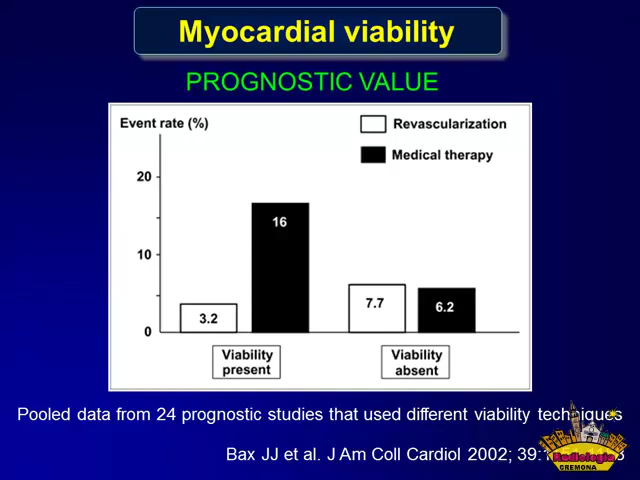 Myocardial viability
PROGNOSTIC VALUE
Event rate (%)
Revascularization
Medical therapy
20
10
0
3.2
16
7.7
6.2
Viability
present
Viability
absent
Pooled data from 24 prognostic studies that used different viability techniques
Bax JJ et al. J Am Coll Cardiol 2002; 39:
Radiologia
CREMONA